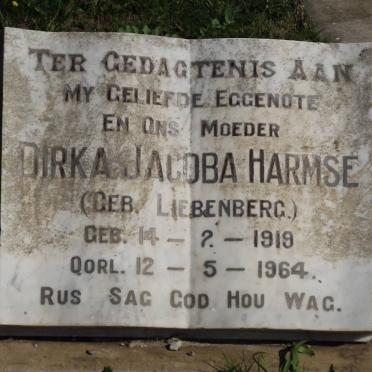 TER GEDAGTENIS AAN
MY GELIEFDE EGGENOTE
EN ONS MOEDER
DIRKA JACOBA HARMSE
(GEB. LIEBENBERG.)
GEB. 14 – 2 – 1919
OORL. 12 – 5 – 1964.
RUS SAG GOD HOU WAG.